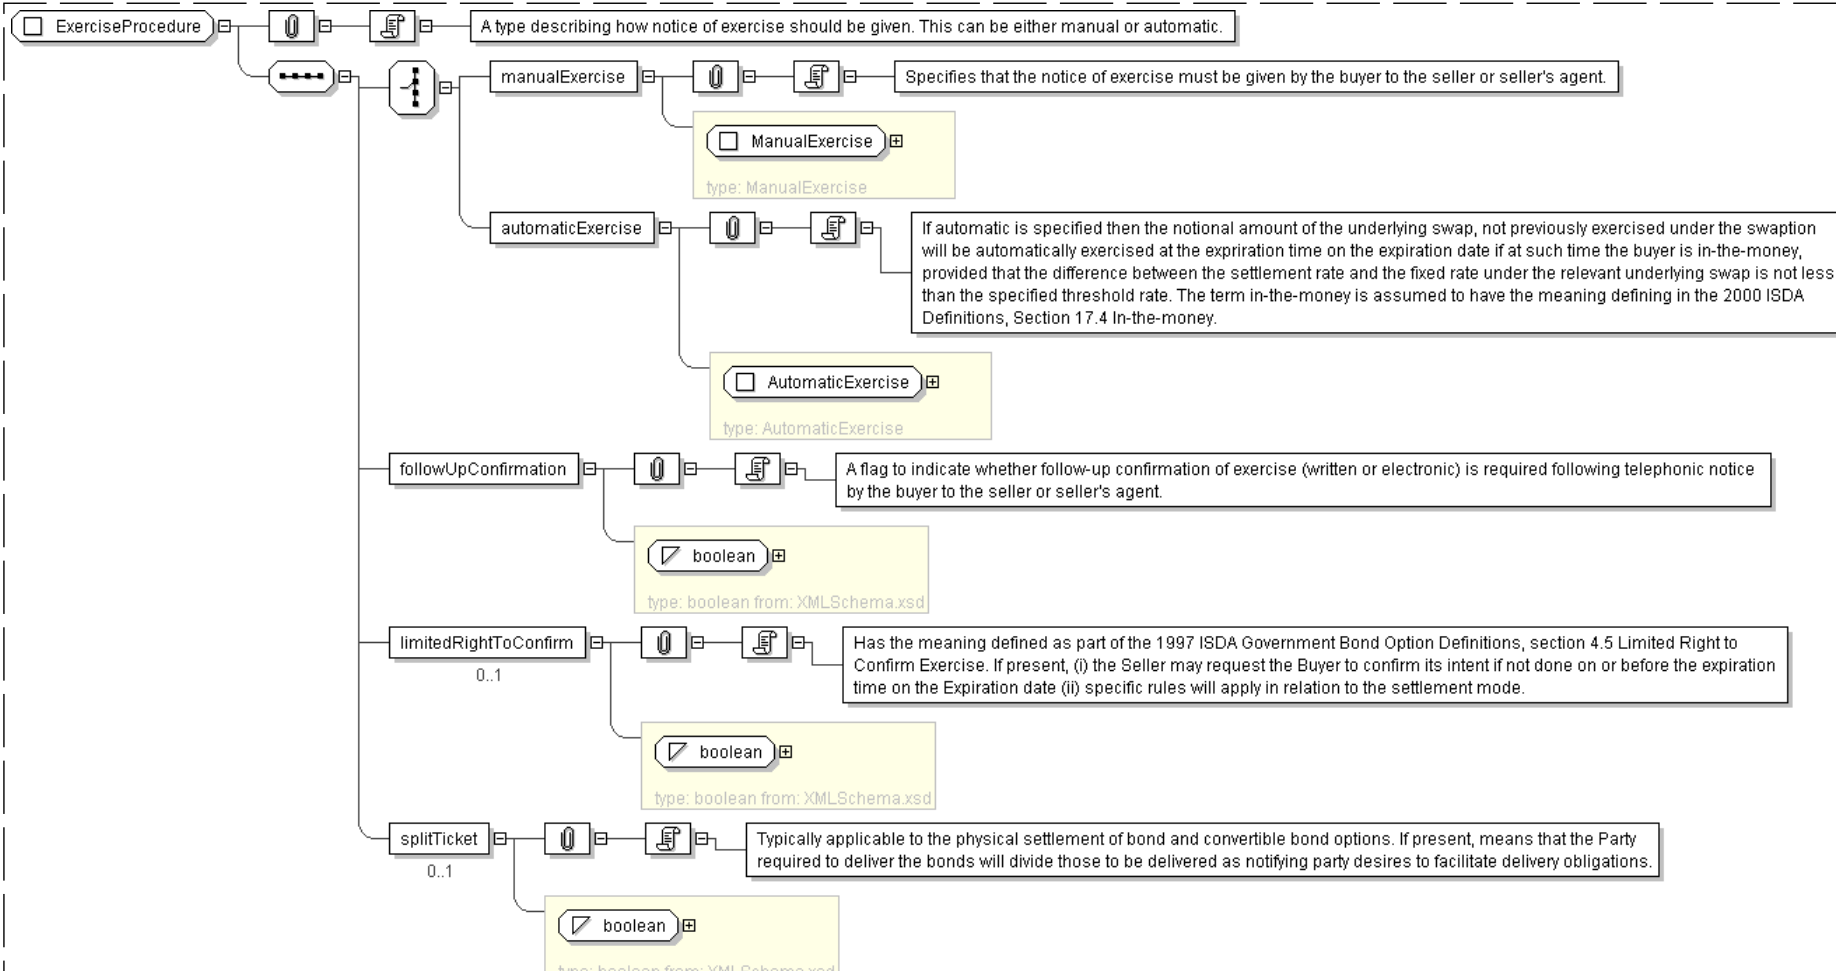 ExerciseProcedure
A type describing how notice of exercise should be given. This can be either manual or automatic.
manualExercise
Specifies that the notice of exercise must be given by the buyer to the seller or seller's agent.
ManualExercise
type: ManualExercise
automaticExercise
If automatic is specified then the notional amount of the underlying swap, not previously exercised under the swaption
will be automatically exercised at the expriration time on the expiration date if at such time the buyer is in-the-money,
provided that the difference between the settlement rate and the fixed rate under the relevant underlying swap is not less
than the specified threshold rate. The term in-the-money is assumed to have the meaning defining in the 2000 ISDA
Definitions, Section 17.4 In-the-money.
AutomaticExercise
type: AutomaticExercise
followUpConfirmation
A flag to indicate whether follow-up confirmation of exercise (written or electronic) is required following telephonic notice
by the buyer to the seller or seller's agent.
boolean
type: boolean from: XMLSchema.xsd
limitedRightToConfirm
0..1
Has the meaning defined as part of the 1997 ISDA Government Bond Option Definitions, section 4.5 Limited Right to
Confirm Exercise. If present, (i) the Seller may request the Buyer to confirm its intent if not done on or before the expiration
time on the Expiration date (ii) specific rules will apply in relation to the settlement mode.
boolean
type: boolean from: XMLSchema.xsd
splitTicket
0..1
Typically applicable to the physical settlement of bond and convertible bond options. If present, means that the Party
required to deliver the bonds will divide those to be delivered as notifying party desires to facilitate delivery obligations.
boolean
type: boolean from: XMLSchema.xsd